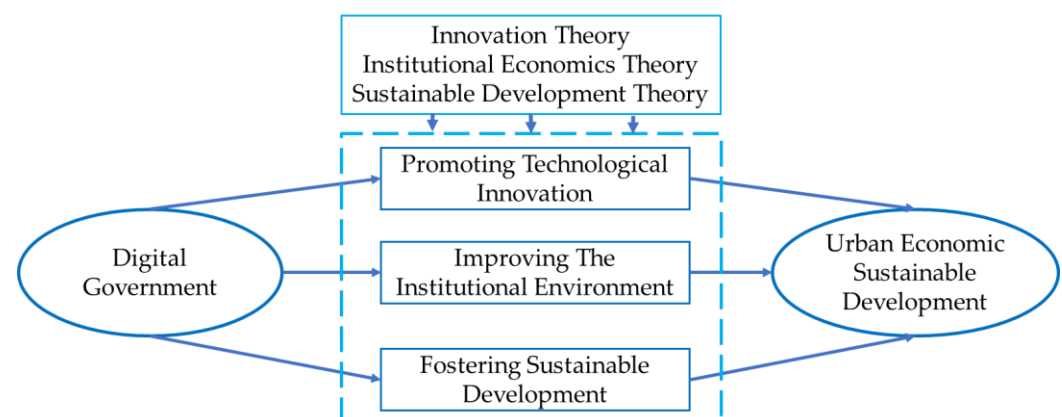 Innovation Theory
Institutional Economics Theory
Sustainable Development Theory
Promoting Technological
Innovation
Digital
Government
Improving The
Institutional Environment
Urban Economic
Sustainable
Development
Fostering Sustainable
Development